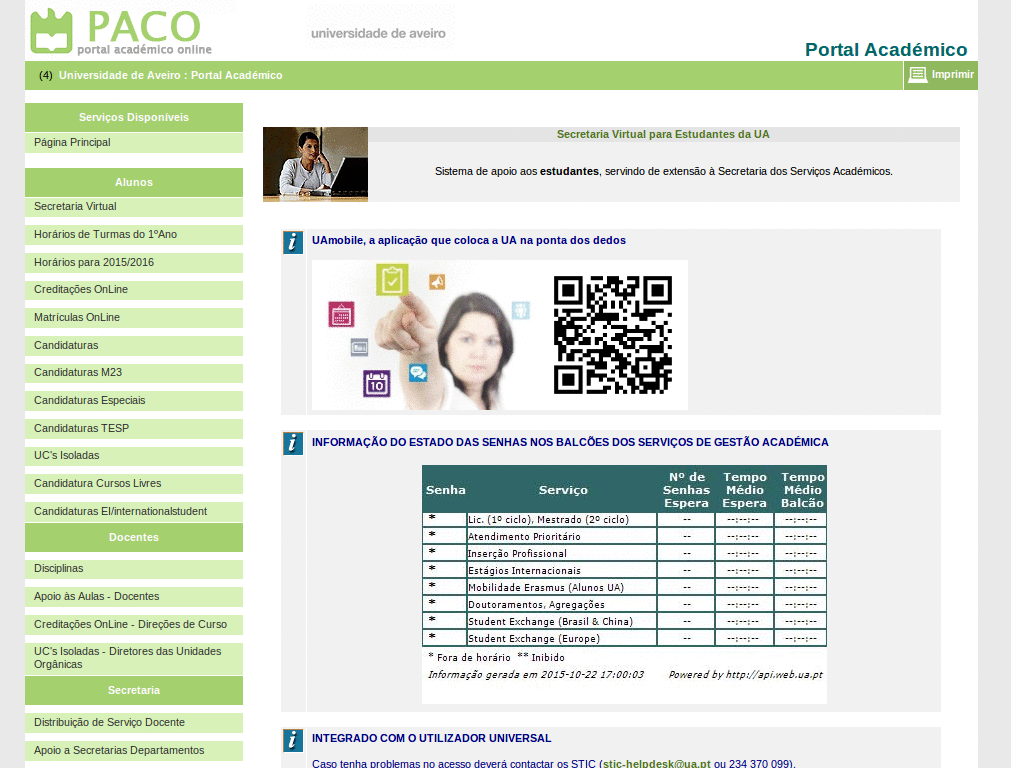 PACO
portal académico online
universidade de aveiro
Portal Académico
(4) Universidade de Aveiro : Portal Académico
Imprimir
Serviços Disponíveis
Página Principal
Alunos
Secretaria Virtual
Horários de Turmas do 1ºAno
Horários para 2015/2016
Creditações OnLine
Matrículas OnLine
Candidaturas
Candidaturas M23
Candidaturas Especiais
Candidaturas TESP
UC's Isoladas
Candidatura Cursos Livres
Candidaturas EI/internationalstudent
Docentes
Disciplinas
Apoio às Aulas - Docentes
Creditações OnLine - Direções de Curso
UC's Isoladas - Diretores das Unidades
Orgânicas
Secretaria
Distribuição de Serviço Docente
Apoio a Secretarias Departamentos
Secretaria Virtual para Estudantes da UA
Sistema de apoio aos estudantes, servindo de extensão à Secretaria dos Serviços Académicos.
i
UAmobile, a aplicação que coloca a UA na ponta dos dedos
10
i
INFORMAÇÃO DO ESTADO DAS SENHAS NOS BALCÕES DOS SERVIÇOS DE GESTÃO ACADÉMICA
Senha Serviço Nº de Senhas Espera Tempo Médio Espera Tempo Médio Balcão
* Lic. (1º ciclo), Mestrado (2º ciclo) -- --:--:-- --:--:--
* Atendimento Prioritário -- --:--:-- --:--:--
* Inserção Profissional -- --:--:-- --:--:--
* Estágios Internacionais -- --:--:-- --:--:--
* Mobilidade Erasmus (Alunos UA) -- --:--:-- --:--:--
* Doutoramentos, Agregações -- --:--:-- --:--:--
* Student Exchange (Brasil & China) -- --:--:-- --:--:--
* Student Exchange (Europe) -- --:--:-- --:--:--
* Fora de horário ** Inibido
Informação gerada em 2015-10-22 17:00:03 Powered by http://api.web.ua.pt
i
INTEGRADO COM O UTILIZADOR UNIVERSAL
Caso tenha problemas no acesso deverá contactar os STIC (stic-helpdesk@ua.pt ou 234 370 099).